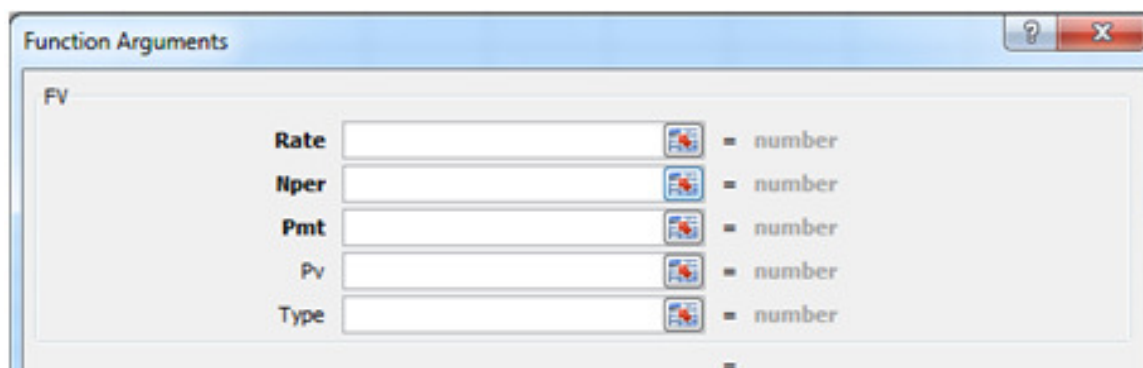 Function Arguments ? X
FV
Rate = number
Nper = number
Pmt = number
Pv = number
Type = number
=